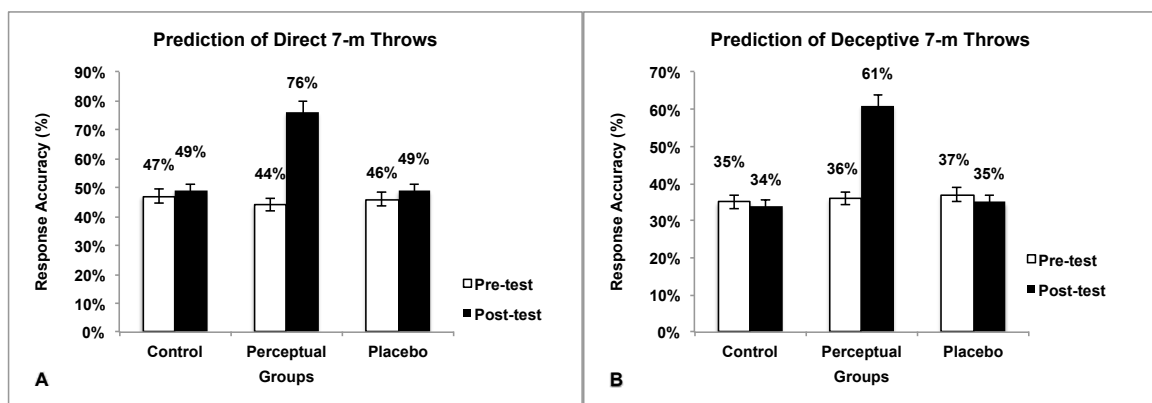 Prediction of Direct 7-m Throws
90%
80%
70%
60%
50%
40%
30%
20%
10%
0%
Response Accuracy (%)
47%
49%
44%
76%
46%
49%
Pre-test
Post-test
Control
Perceptual
Placebo
Groups
A
Prediction of Deceptive 7-m Throws
70%
60%
50%
40%
30%
20%
10%
0%
Response Accuracy (%)
35%
34%
36%
61%
37%
35%
Pre-test
Post-test
Control
Perceptual
Placebo
Groups
B